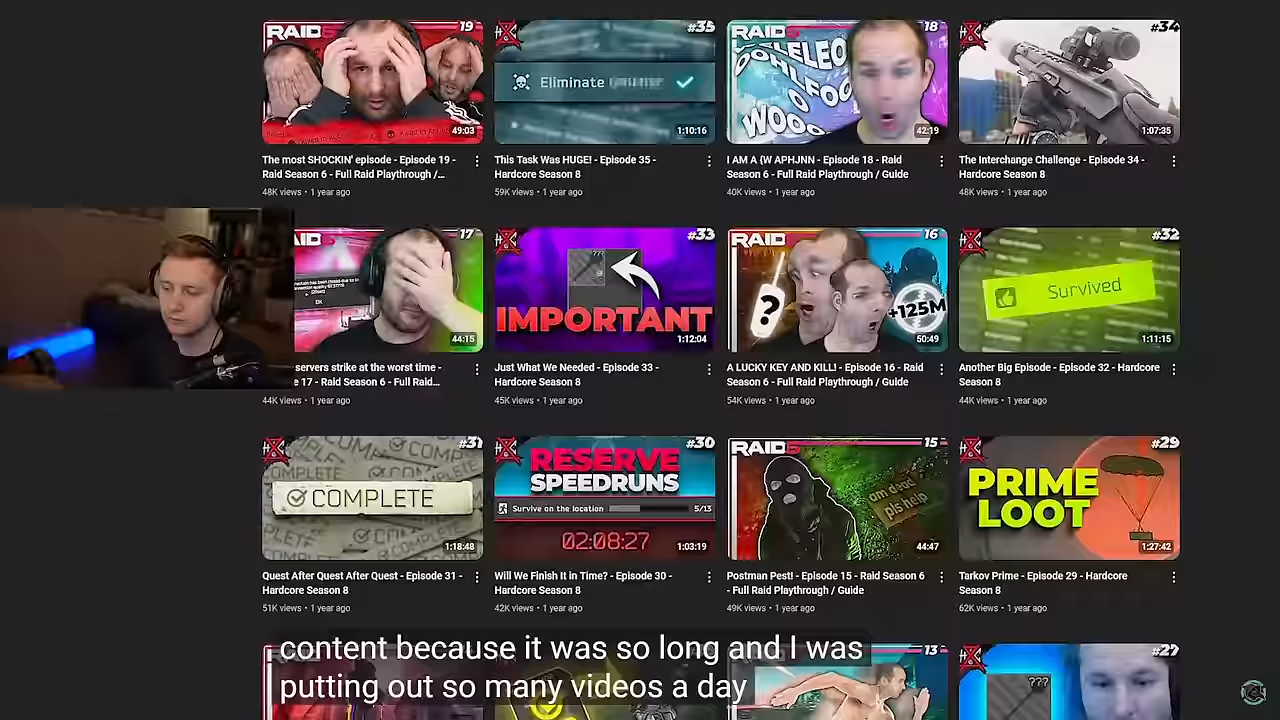 RAID 19
49:03
The most SHOCKIN' episode - Episode 19 -
Raid Season 6 - Full Raid Playthrough /...
48K views • 1 year ago
#35
Eliminate
1:10:16
This Task Was HUGE! - Episode 35 -
Hardcore Season 8
59K views • 1 year ago
RAID 18
WOOO
42:19
I AM A {W APHJNN - Episode 18 - Raid
Season 6 - Full Raid Playthrough / Guide
40K views • 1 year ago
#34
1:07:35
The Interchange Challenge - Episode 34 -
Hardcore Season 8
48K views • 1 year ago
17
OK
44:15
servers strike at the worst time -
e 17 - Raid Season 6 - Full Raid...
44K views • 1 year ago
#33
???
IMPORTANT
1:12:04
Just What We Needed - Episode 33 -
Hardcore Season 8
45K views • 1 year ago
RAID 16
?
+125M
50:49
A LUCKY KEY AND KILL! - Episode 16 - Raid
Season 6 - Full Raid Playthrough / Guide
54K views • 1 year ago
#32
Survived
1:11:15
Another Big Episode - Episode 32 - Hardcore
Season 8
44K views • 1 year ago
#31
COMPLETE
1:18:48
Quest After Quest After Quest - Episode 31 -
Hardcore Season 8
51K views • 1 year ago
#30
RESERVE
SPEEDRUNS
Survive on the location 5/13
02:08:27
1:03:19
Will We Finish It in Time? - Episode 30 -
Hardcore Season 8
42K views • 1 year ago
RAID 15
am dead
pls help
44:47
Postman Pest! - Episode 15 - Raid Season 6
- Full Raid Playthrough / Guide
49K views • 1 year ago
#29
PRIME
LOOT
1:27:42
Tarkov Prime - Episode 29 - Hardcore
Season 8
62K views • 1 year ago
13
#27
???
content because it was so long and I was
putting out so many videos a day